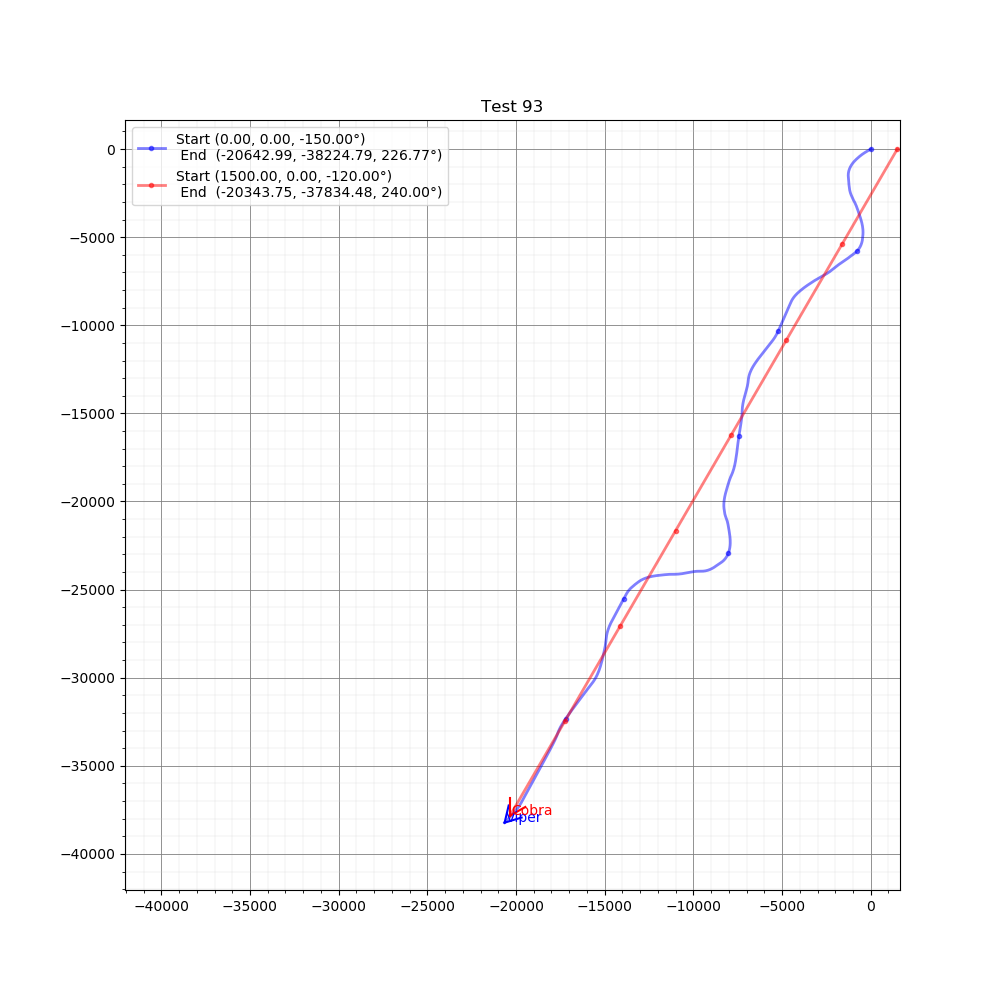 Test 93
Start (0.00, 0.00, -150.00°)
End  (-20642.99, -38224.79, 226.77°)
Start (1500.00, 0.00, -120.00°)
End  (-20343.75, -37834.48, 240.00°)
0
−5000
−10000
−15000
−20000
−25000
−30000
−35000
−40000
Cobra
−40000 −35000 −30000 −25000 −20000 −15000 −10000 −5000 0